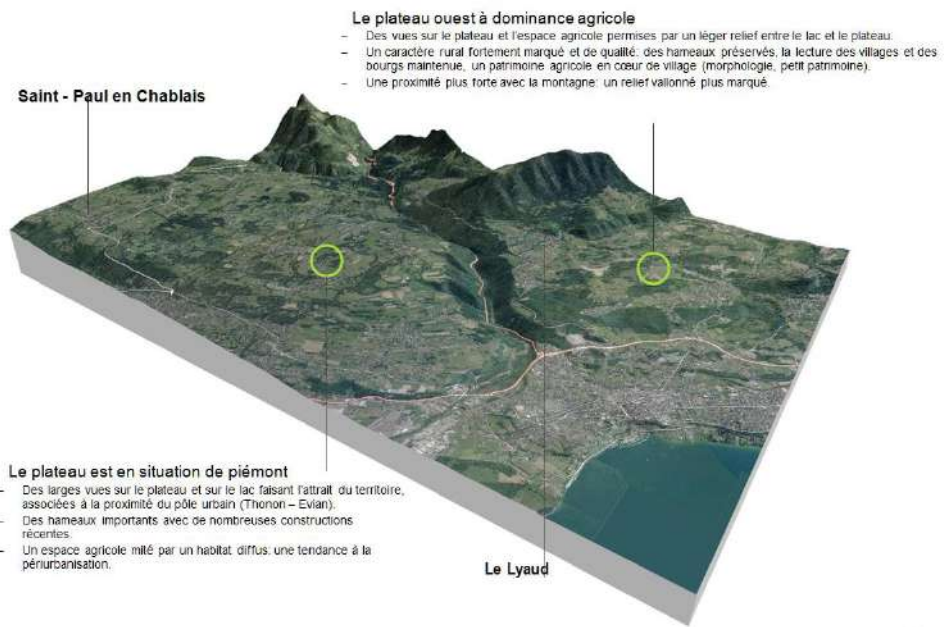 Le plateau ouest à dominance agricole
– Des vues sur le plateau et l'espace agricole permises par un léger relief entre le lac et le plateau.
– Un caractère rural fortement marqué et de qualité: des hameaux préservés, la lecture des villages et des
bourgs maintenue, un patrimoine agricole en cœur de village (morphologie, petit patrimoine).
– Une proximité plus forte avec la montagne: un relief vallonné plus marqué.
Saint - Paul en Chablais
Le plateau est en situation de piémont
– Des larges vues sur le plateau et sur le lac faisant l'attrait du territoire,
associées à la proximité du pôle urbain (Thonon – Evian).
– Des hameaux importants avec de nombreuses constructions
récentes.
– Un espace agricole mité par un habitat diffus: une tendance à la
périurbanisation.
Le Lyaud